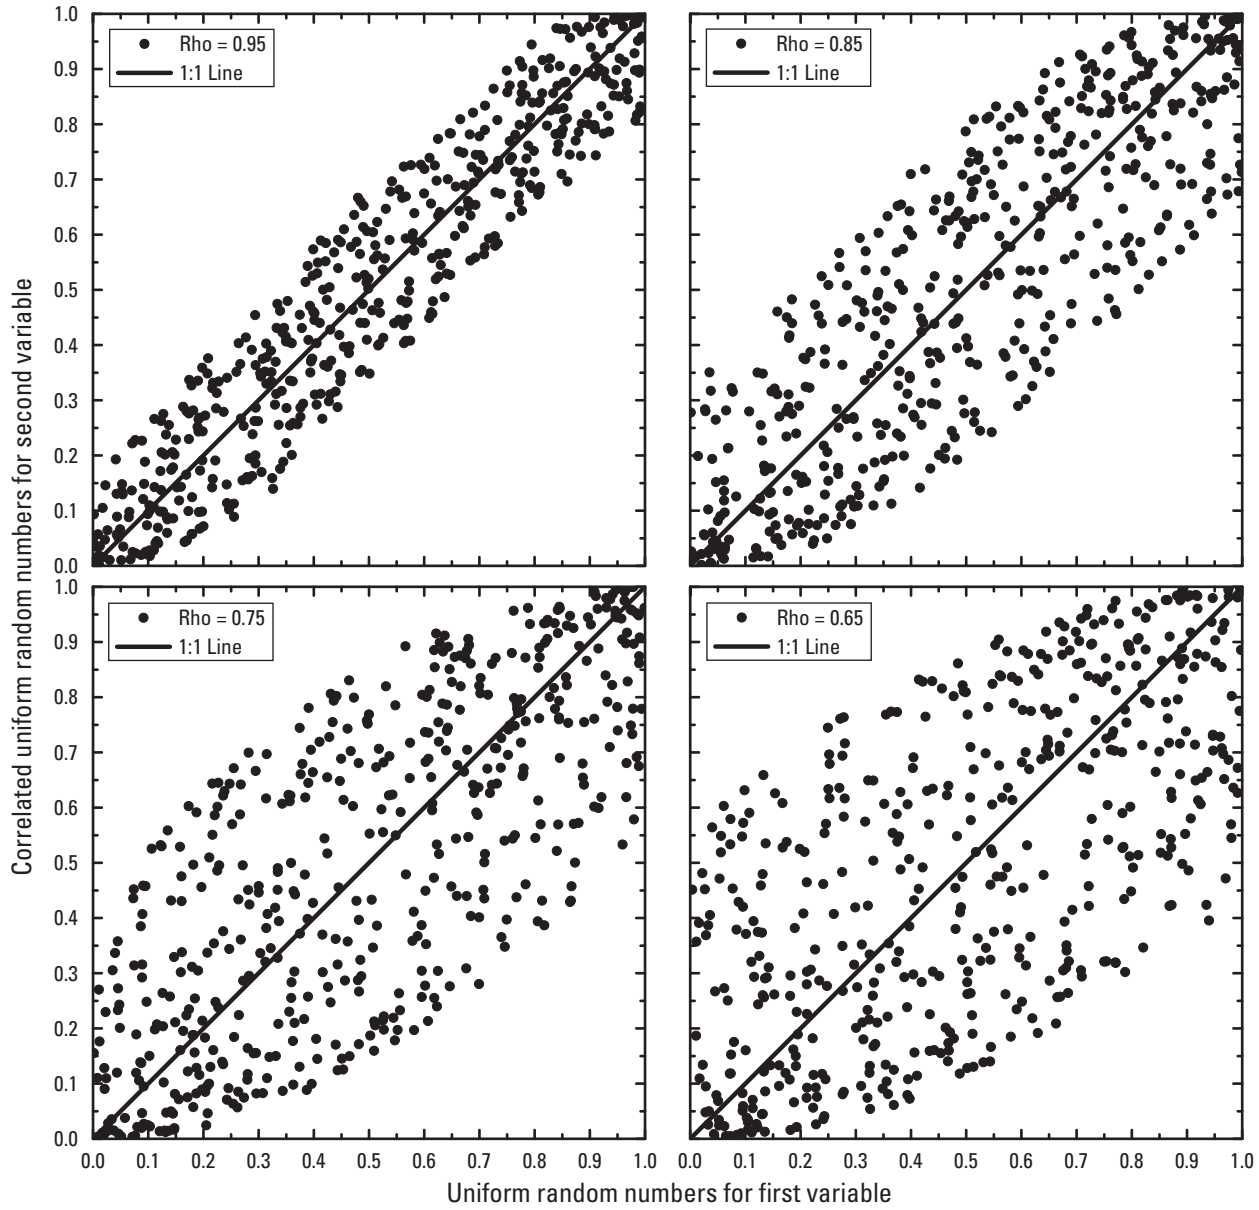 Correlated uniform random numbers for second variable
1.0
0.9
0.8
0.7
0.6
0.5
0.4
0.3
0.2
0.1
0.0
Rho = 0.95
1:1 Line
Rho = 0.85
1:1 Line
1.0
0.9
0.8
0.7
0.6
0.5
0.4
0.3
0.2
0.1
0.0
Rho = 0.75
1:1 Line
Rho = 0.65
1:1 Line
0.0 0.1 0.2 0.3 0.4 0.5 0.6 0.7 0.8 0.9 1.0
0.0 0.1 0.2 0.3 0.4 0.5 0.6 0.7 0.8 0.9 1.0
Uniform random numbers for first variable